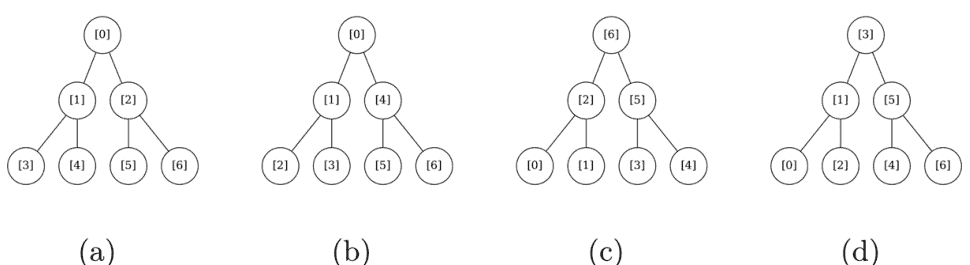 [0] [0] [6] [3]
[1] [2] [1] [4] [2] [5] [1] [5]
[3] [4] [5] [6] [2] [3] [5] [6] [0] [1] [3] [4] [0] [2] [4] [6]
(a) (b) (c) (d)